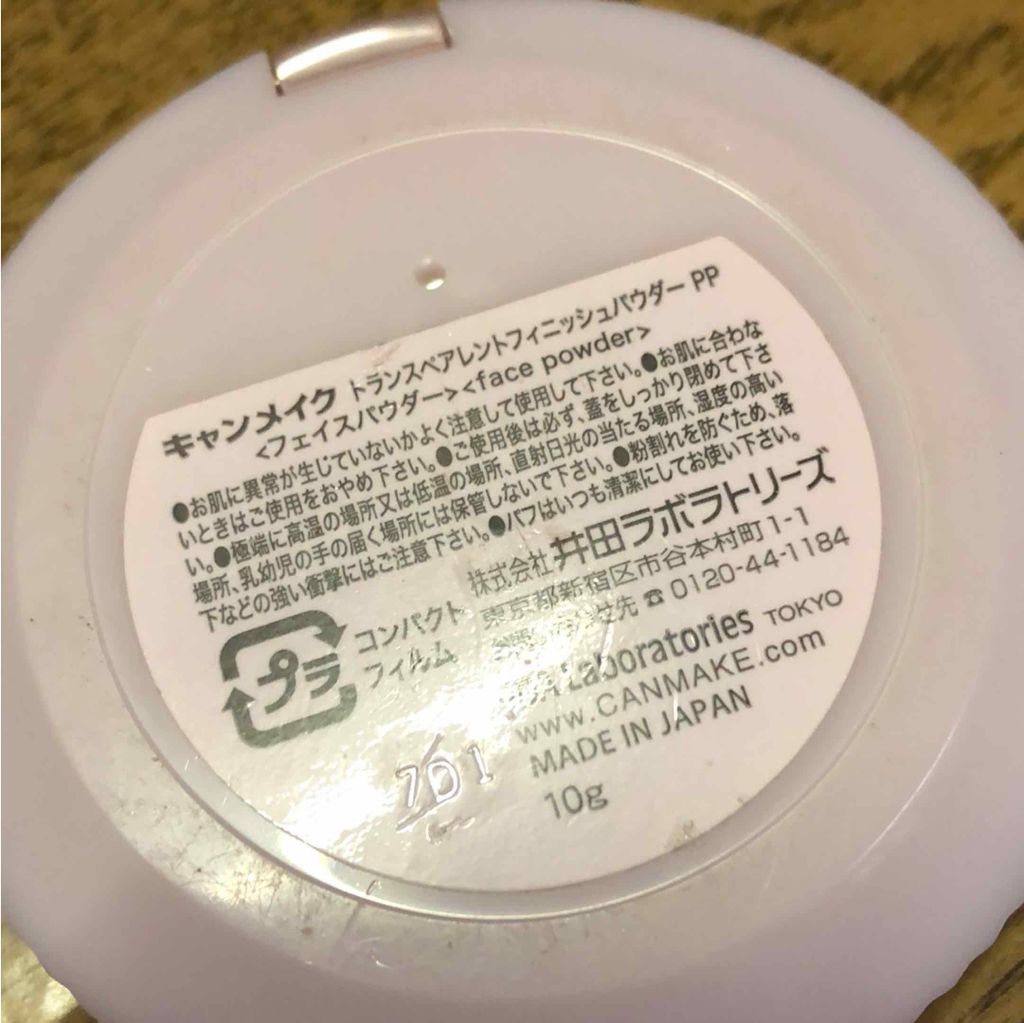 キャンメイク トランスペアレントフィニッシュパウダー PP
<フェイスパウダー><face powder>
●お肌に異常が生じていないかよく注意して使用して下さい。●お肌に合わな
いときはご使用をおやめ下さい。●ご使用後は必ず、蓋をしっかり閉めて下さ
い。●極端に高温の場所又は低温の場所、直射日光の当たる場所、湿度の高い
場所、乳幼児の手の届く場所には保管しないで下さい。●粉割れを防ぐため、落
下などの強い衝撃にはご注意下さい。●パフはいつも清潔にしてお使い下さい。
株式会社 井田ラボラトリーズ
東京都新宿区市谷本村町1-1
先 ☎ 0120-44-1184
プラ
コンパクト
フィルム
Laboratories TOKYO
www.CANMAKE.com
MADE IN JAPAN
10g